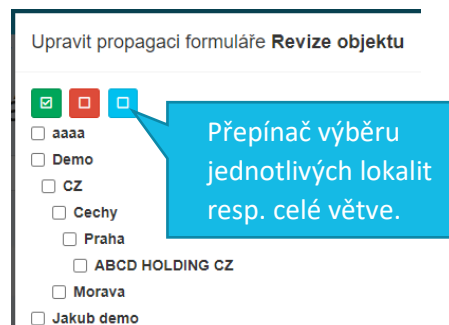 Upravit propagaci formuláře Revize objektu
aaaa
Demo
CZ
Cechy
Praha
ABCD HOLDING CZ
Morava
Jakub demo
Přepínač výběru
jednotlivých lokalit
resp. celé větve.